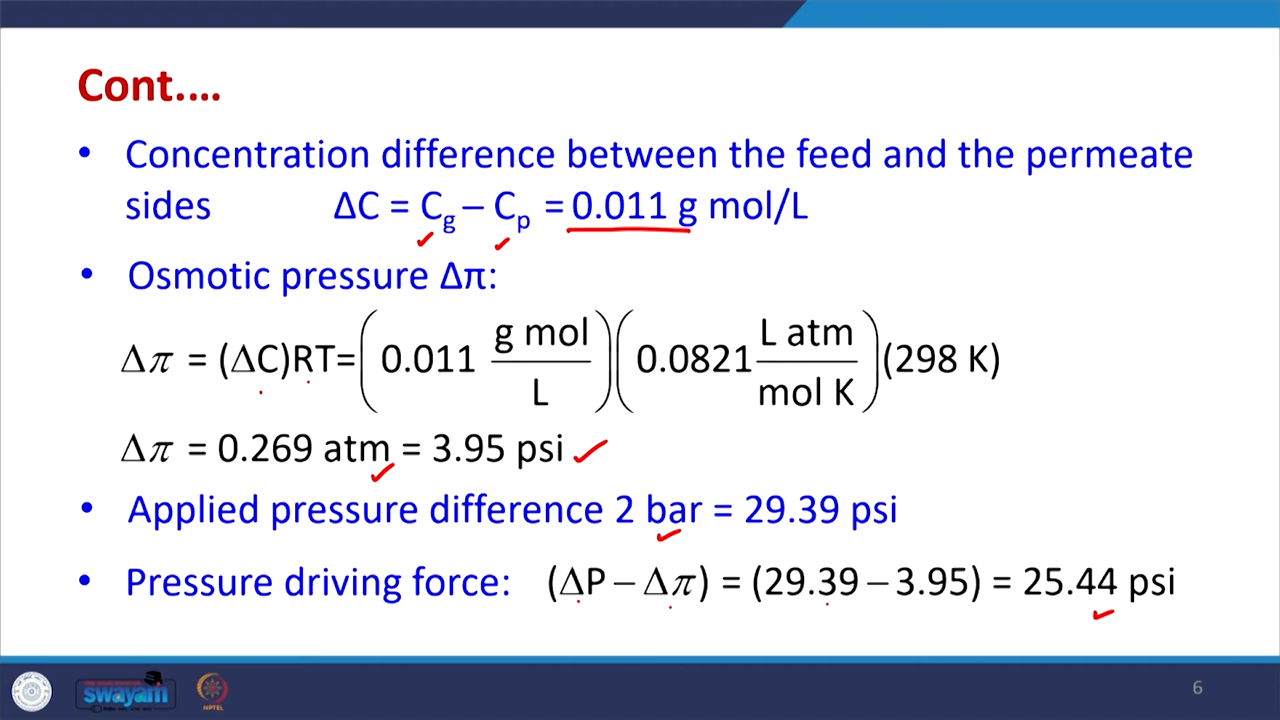 Cont.…
• Concentration difference between the feed and the permeate
sides ΔC = Cg – Cp = 0.011 g mol/L
• Osmotic pressure Δπ:
Δπ = (ΔC)RT= (0.011 g mol/L) (0.0821 L atm/mol K) (298 K)
Δπ = 0.269 atm = 3.95 psi
• Applied pressure difference 2 bar = 29.39 psi
• Pressure driving force: (ΔP – Δπ) = (29.39 – 3.95) = 25.44 psi
swayam
NPTEL
6